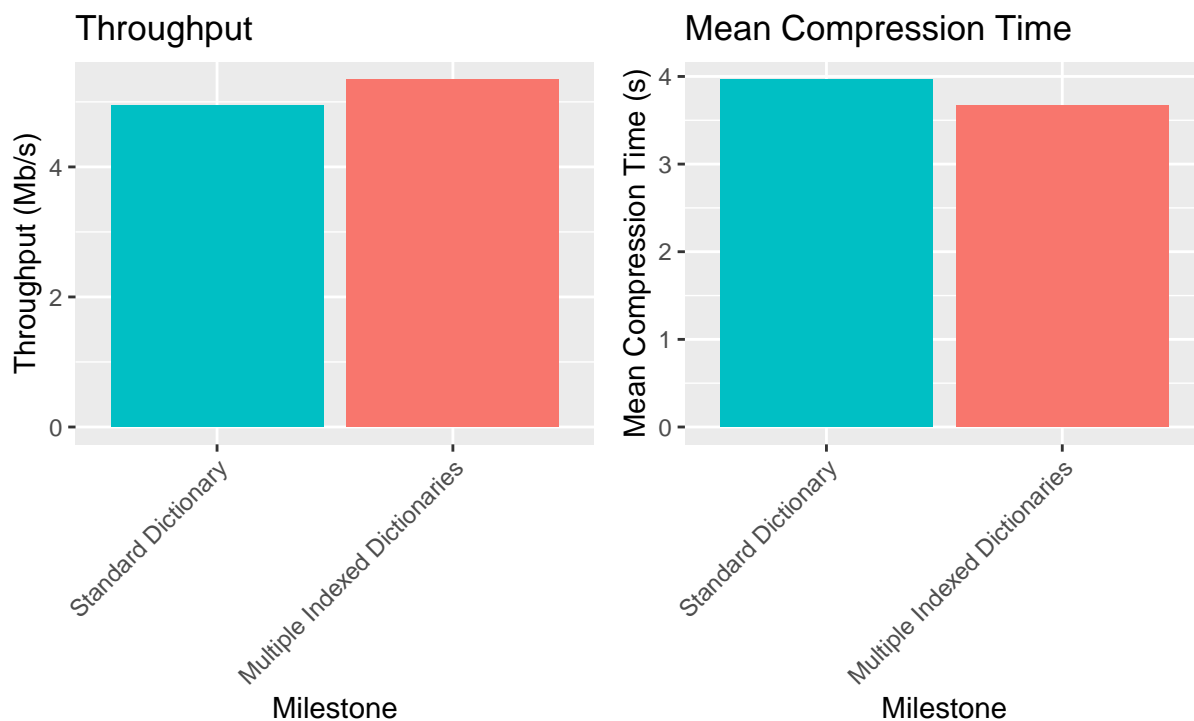 Throughput
Throughput (Mb/s)
4
2
0
Standard Dictionary
Multiple Indexed Dictionaries
Milestone
Mean Compression Time
Mean Compression Time (s)
4
3
2
1
0
Standard Dictionary
Multiple Indexed Dictionaries
Milestone